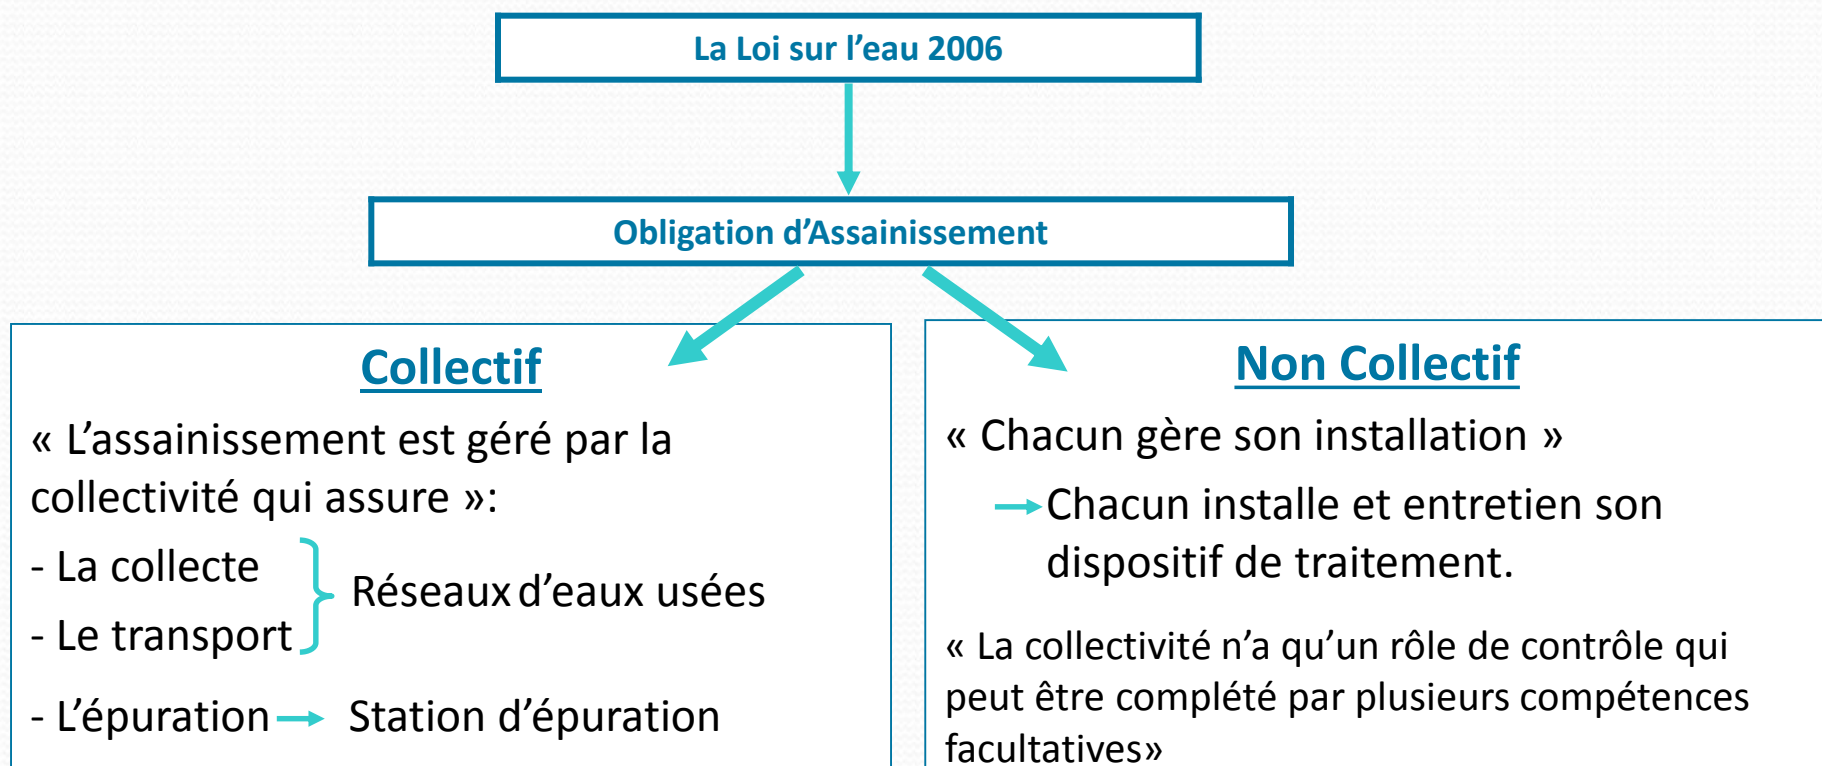 La Loi sur l’eau 2006
Obligation d’Assainissement
Collectif
« L’assainissement est géré par la
collectivité qui assure »:
- La collecte
- Le transport
Réseaux d’eaux usées
- L’épuration
Station d’épuration
Non Collectif
« Chacun gère son installation »
Chacun installe et entretien son
dispositif de traitement.
« La collectivité n’a qu’un rôle de contrôle qui
peut être complété par plusieurs compétences
facultatives»